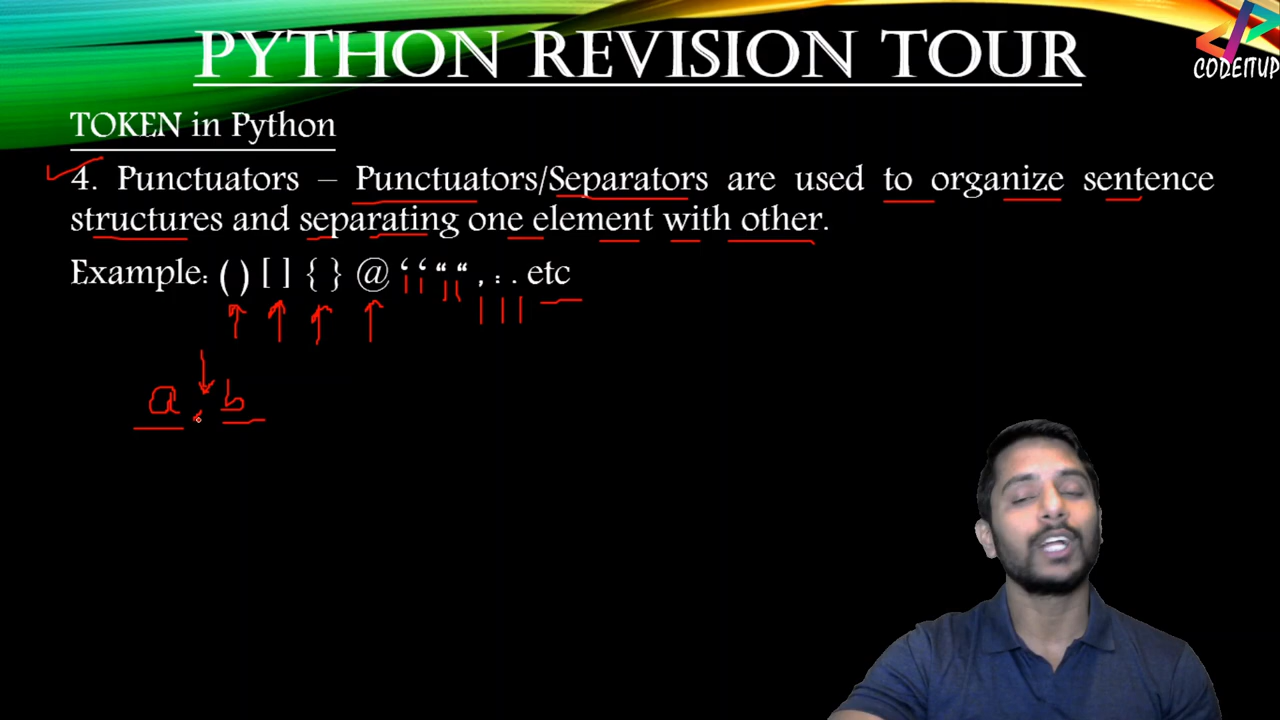 PYTHON REVISION TOUR
CODEITUP
TOKEN in Python
4. Punctuators – Punctuators/Separators are used to organize sentence
structures and separating one element with other.
Example: ( ) [ ] { } @ ‘ ‘ “ “ , : . etc
a , b